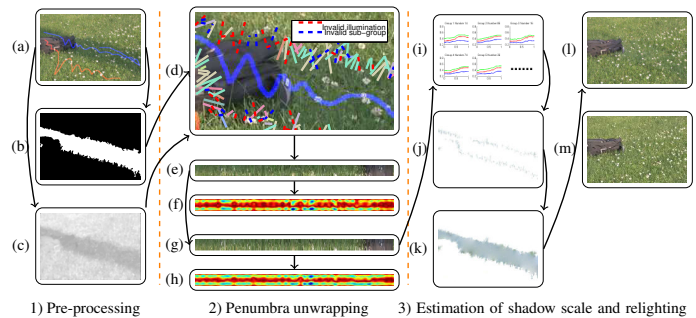 (a)
(b)
(c)
(d)
Invalid illumination
Invalid sub-group
(e)
(f)
(g)
(h)
(i)
......
(j)
(k)
(l)
(m)
1) Pre-processing
2) Penumbra unwrapping
3) Estimation of shadow scale and relighting